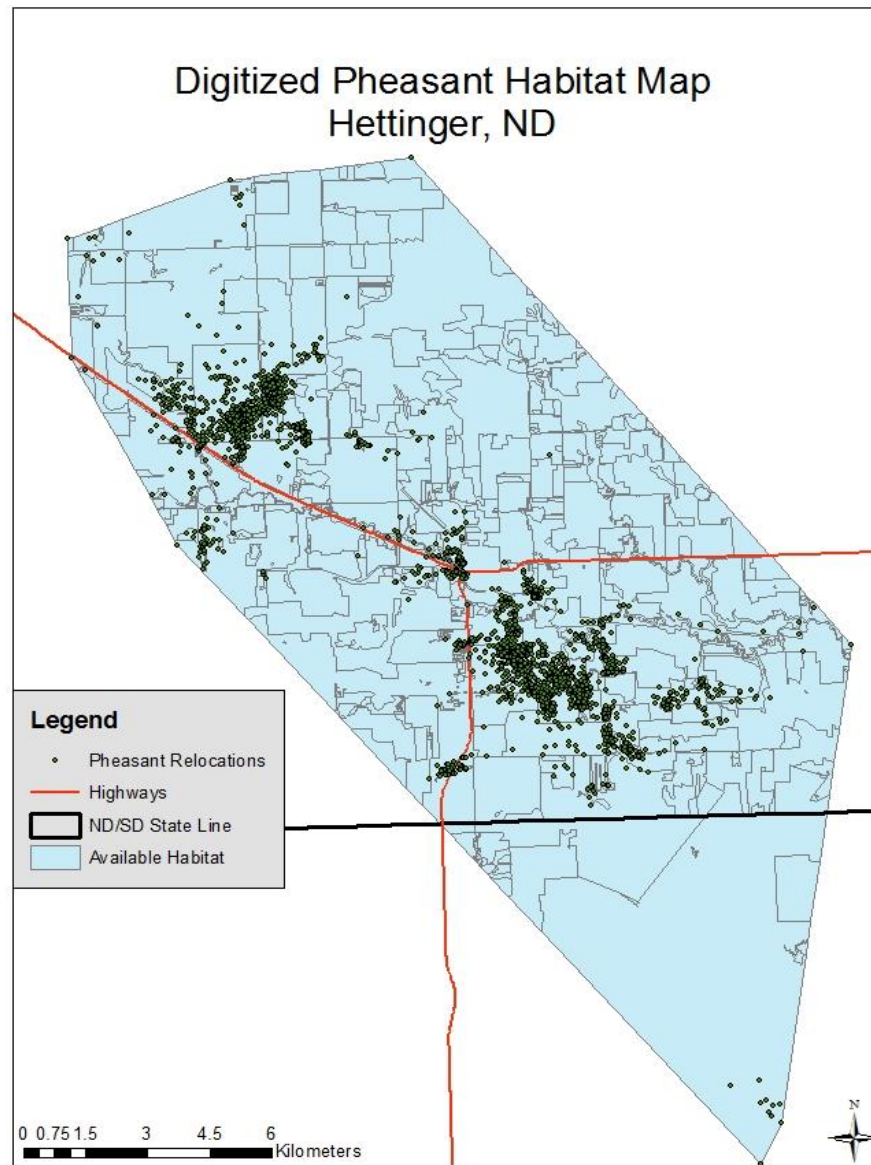 Digitized Pheasant Habitat Map
Hettinger, ND
Legend
Pheasant Relocations
Highways
ND/SD State Line
Available Habitat
0 0.75 1.5 3 4.5 6
Kilometers
N